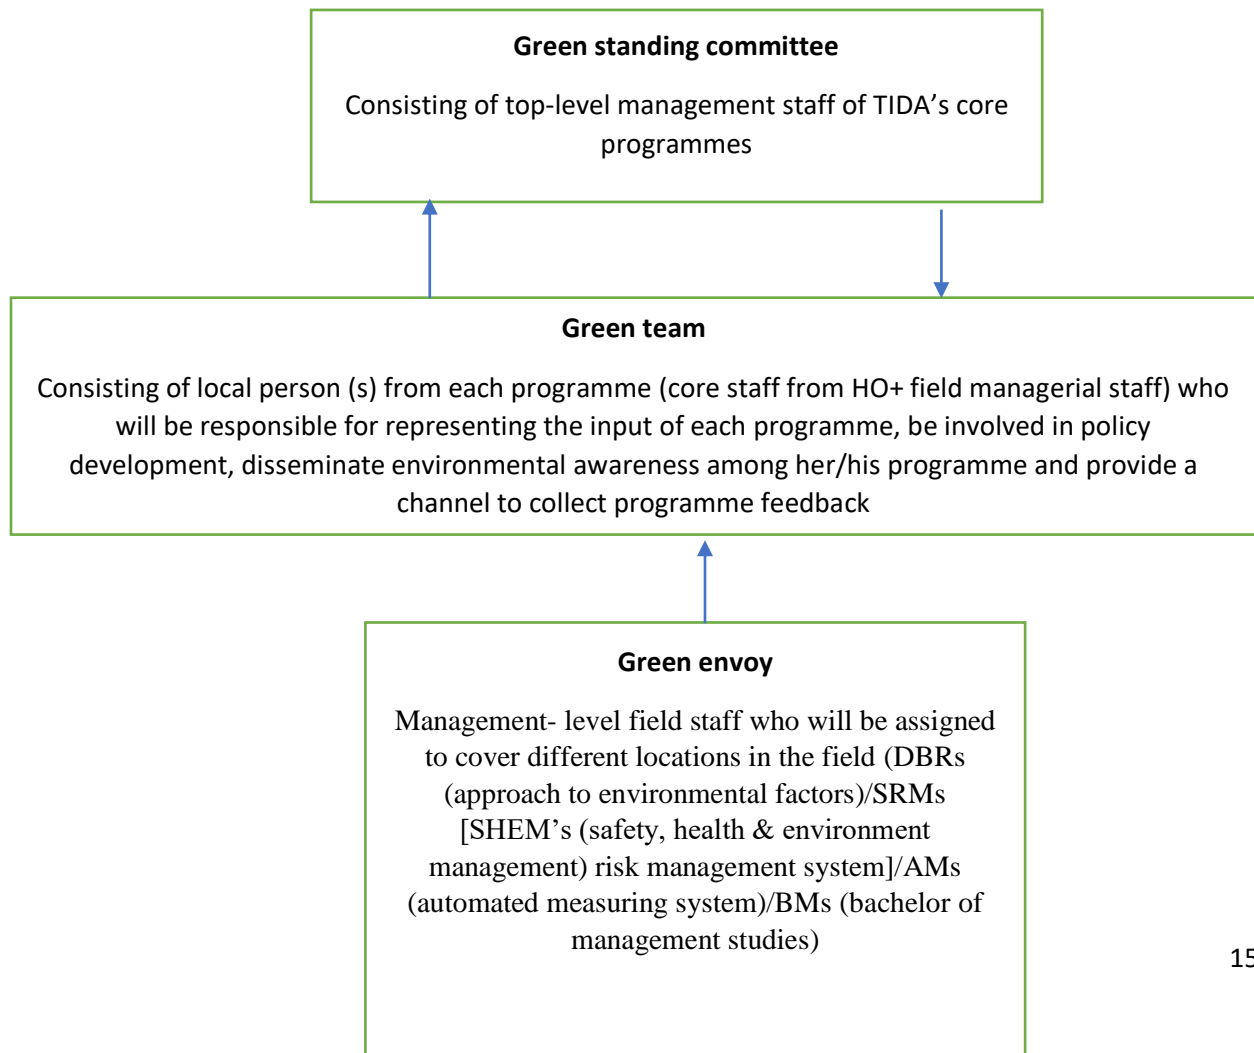 Green standing committee
Consisting of top-level management staff of TIDA’s core
programmes
Green team
Consisting of local person (s) from each programme (core staff from HO+ field managerial staff) who
will be responsible for representing the input of each programme, be involved in policy
development, disseminate environmental awareness among her/his programme and provide a
channel to collect programme feedback
Green envoy
Management- level field staff who will be assigned
to cover different locations in the field (DBRs
(approach to environmental factors)/SRMs
[SHEM’s (safety, health & environment
management) risk management system]/AMs
(automated measuring system)/BMs (bachelor of
management studies)
15